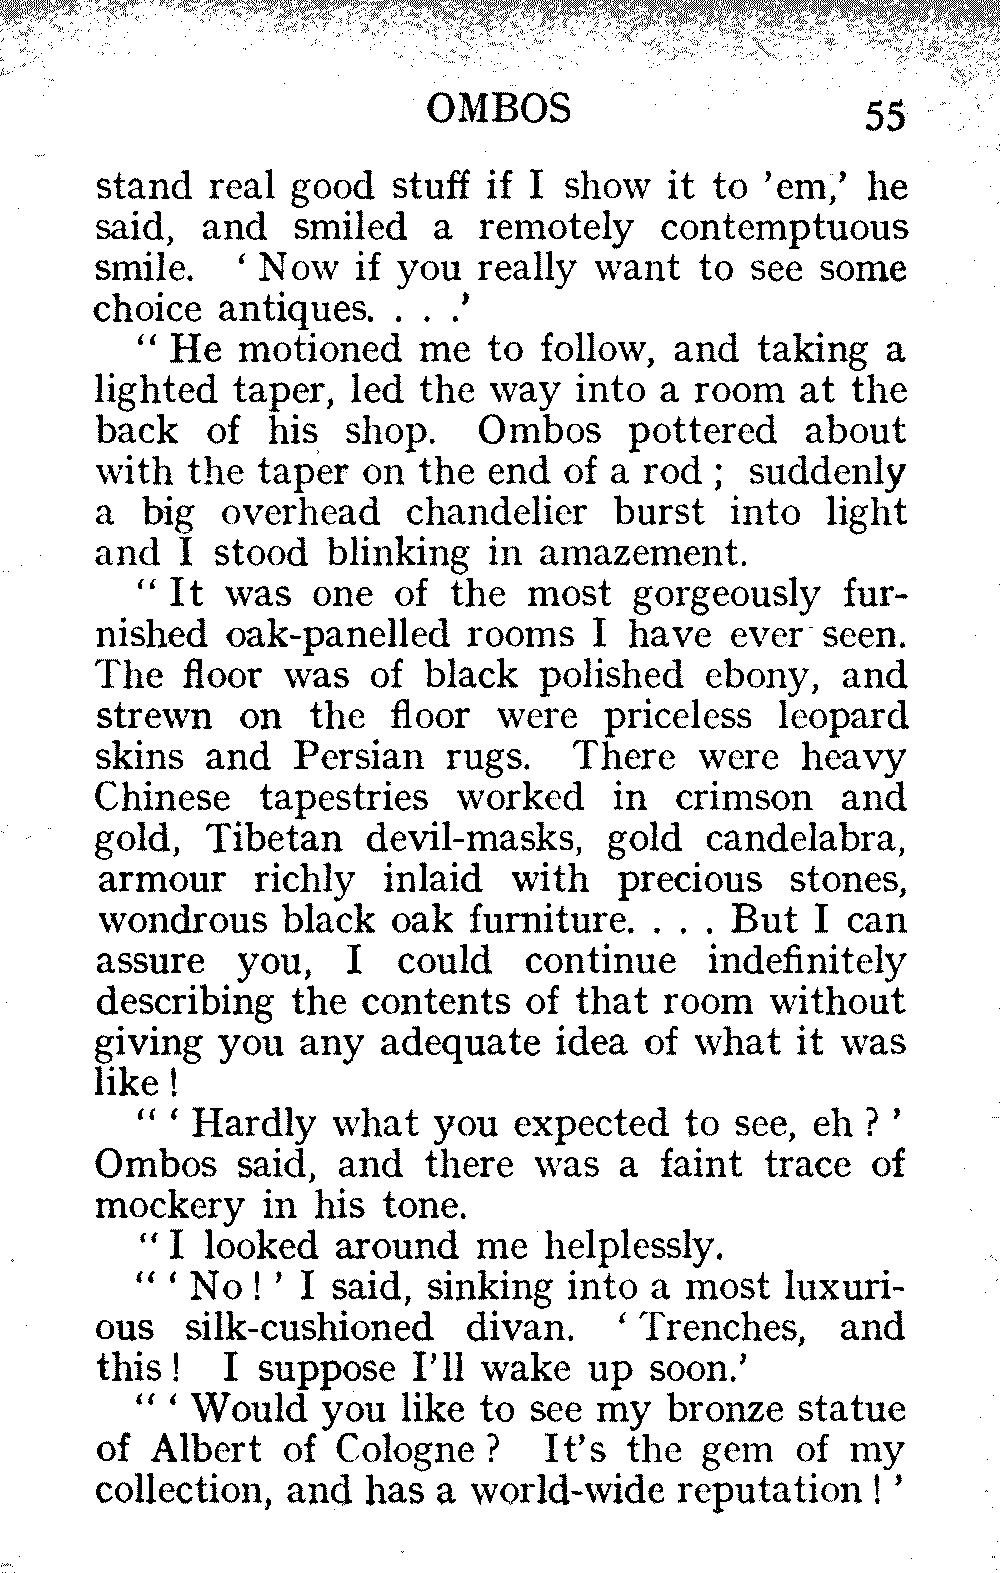 OMBOS 55
stand real good stuff if I show it to 'em,' he
said, and smiled a remotely contemptuous
smile. ' Now if you really want to see some
choice antiques. . . .'
" He motioned me to follow, and taking a
lighted taper, led the way into a room at the
back of his shop. Ombos pottered about
with the taper on the end of a rod ; suddenly
a big overhead chandelier burst into light
and I stood blinking in amazement.
" It was one of the most gorgeously fur-
nished oak-panelled rooms I have ever seen.
The floor was of black polished ebony, and
strewn on the floor were priceless leopard
skins and Persian rugs. There were heavy
Chinese tapestries worked in crimson and
gold, Tibetan devil-masks, gold candelabra,
armour richly inlaid with precious stones,
wondrous black oak furniture. . . . But I can
assure you, I could continue indefinitely
describing the contents of that room without
giving you any adequate idea of what it was
like !
" ' Hardly what you expected to see, eh ? '
Ombos said, and there was a faint trace of
mockery in his tone.
" I looked around me helplessly.
" ' No ! ' I said, sinking into a most luxuri-
ous silk-cushioned divan. ' Trenches, and
this ! I suppose I'll wake up soon.'
" ' Would you like to see my bronze statue
of Albert of Cologne ? It's the gem of my
collection, and has a world-wide reputation ! '